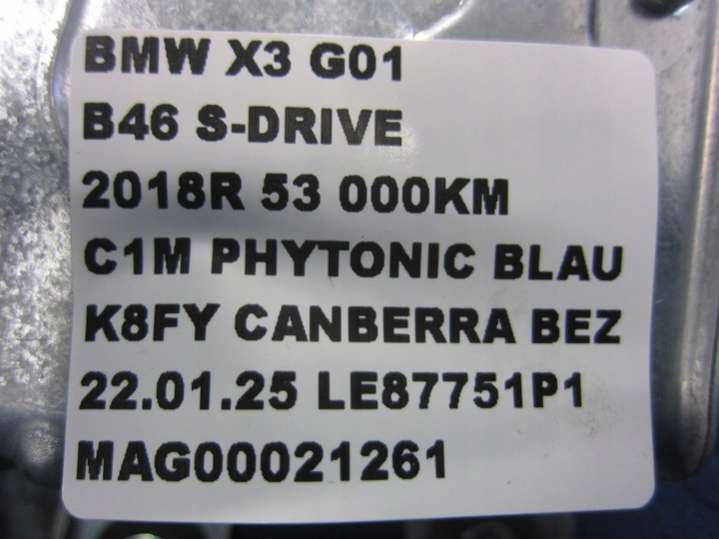 BMW X3 G01
B46 S-DRIVE
2018R 53 000KM
C1M PHYTONIC BLAU
K8FY CANBERRA BEZ
22.01.25 LE87751P1
MAG00021261